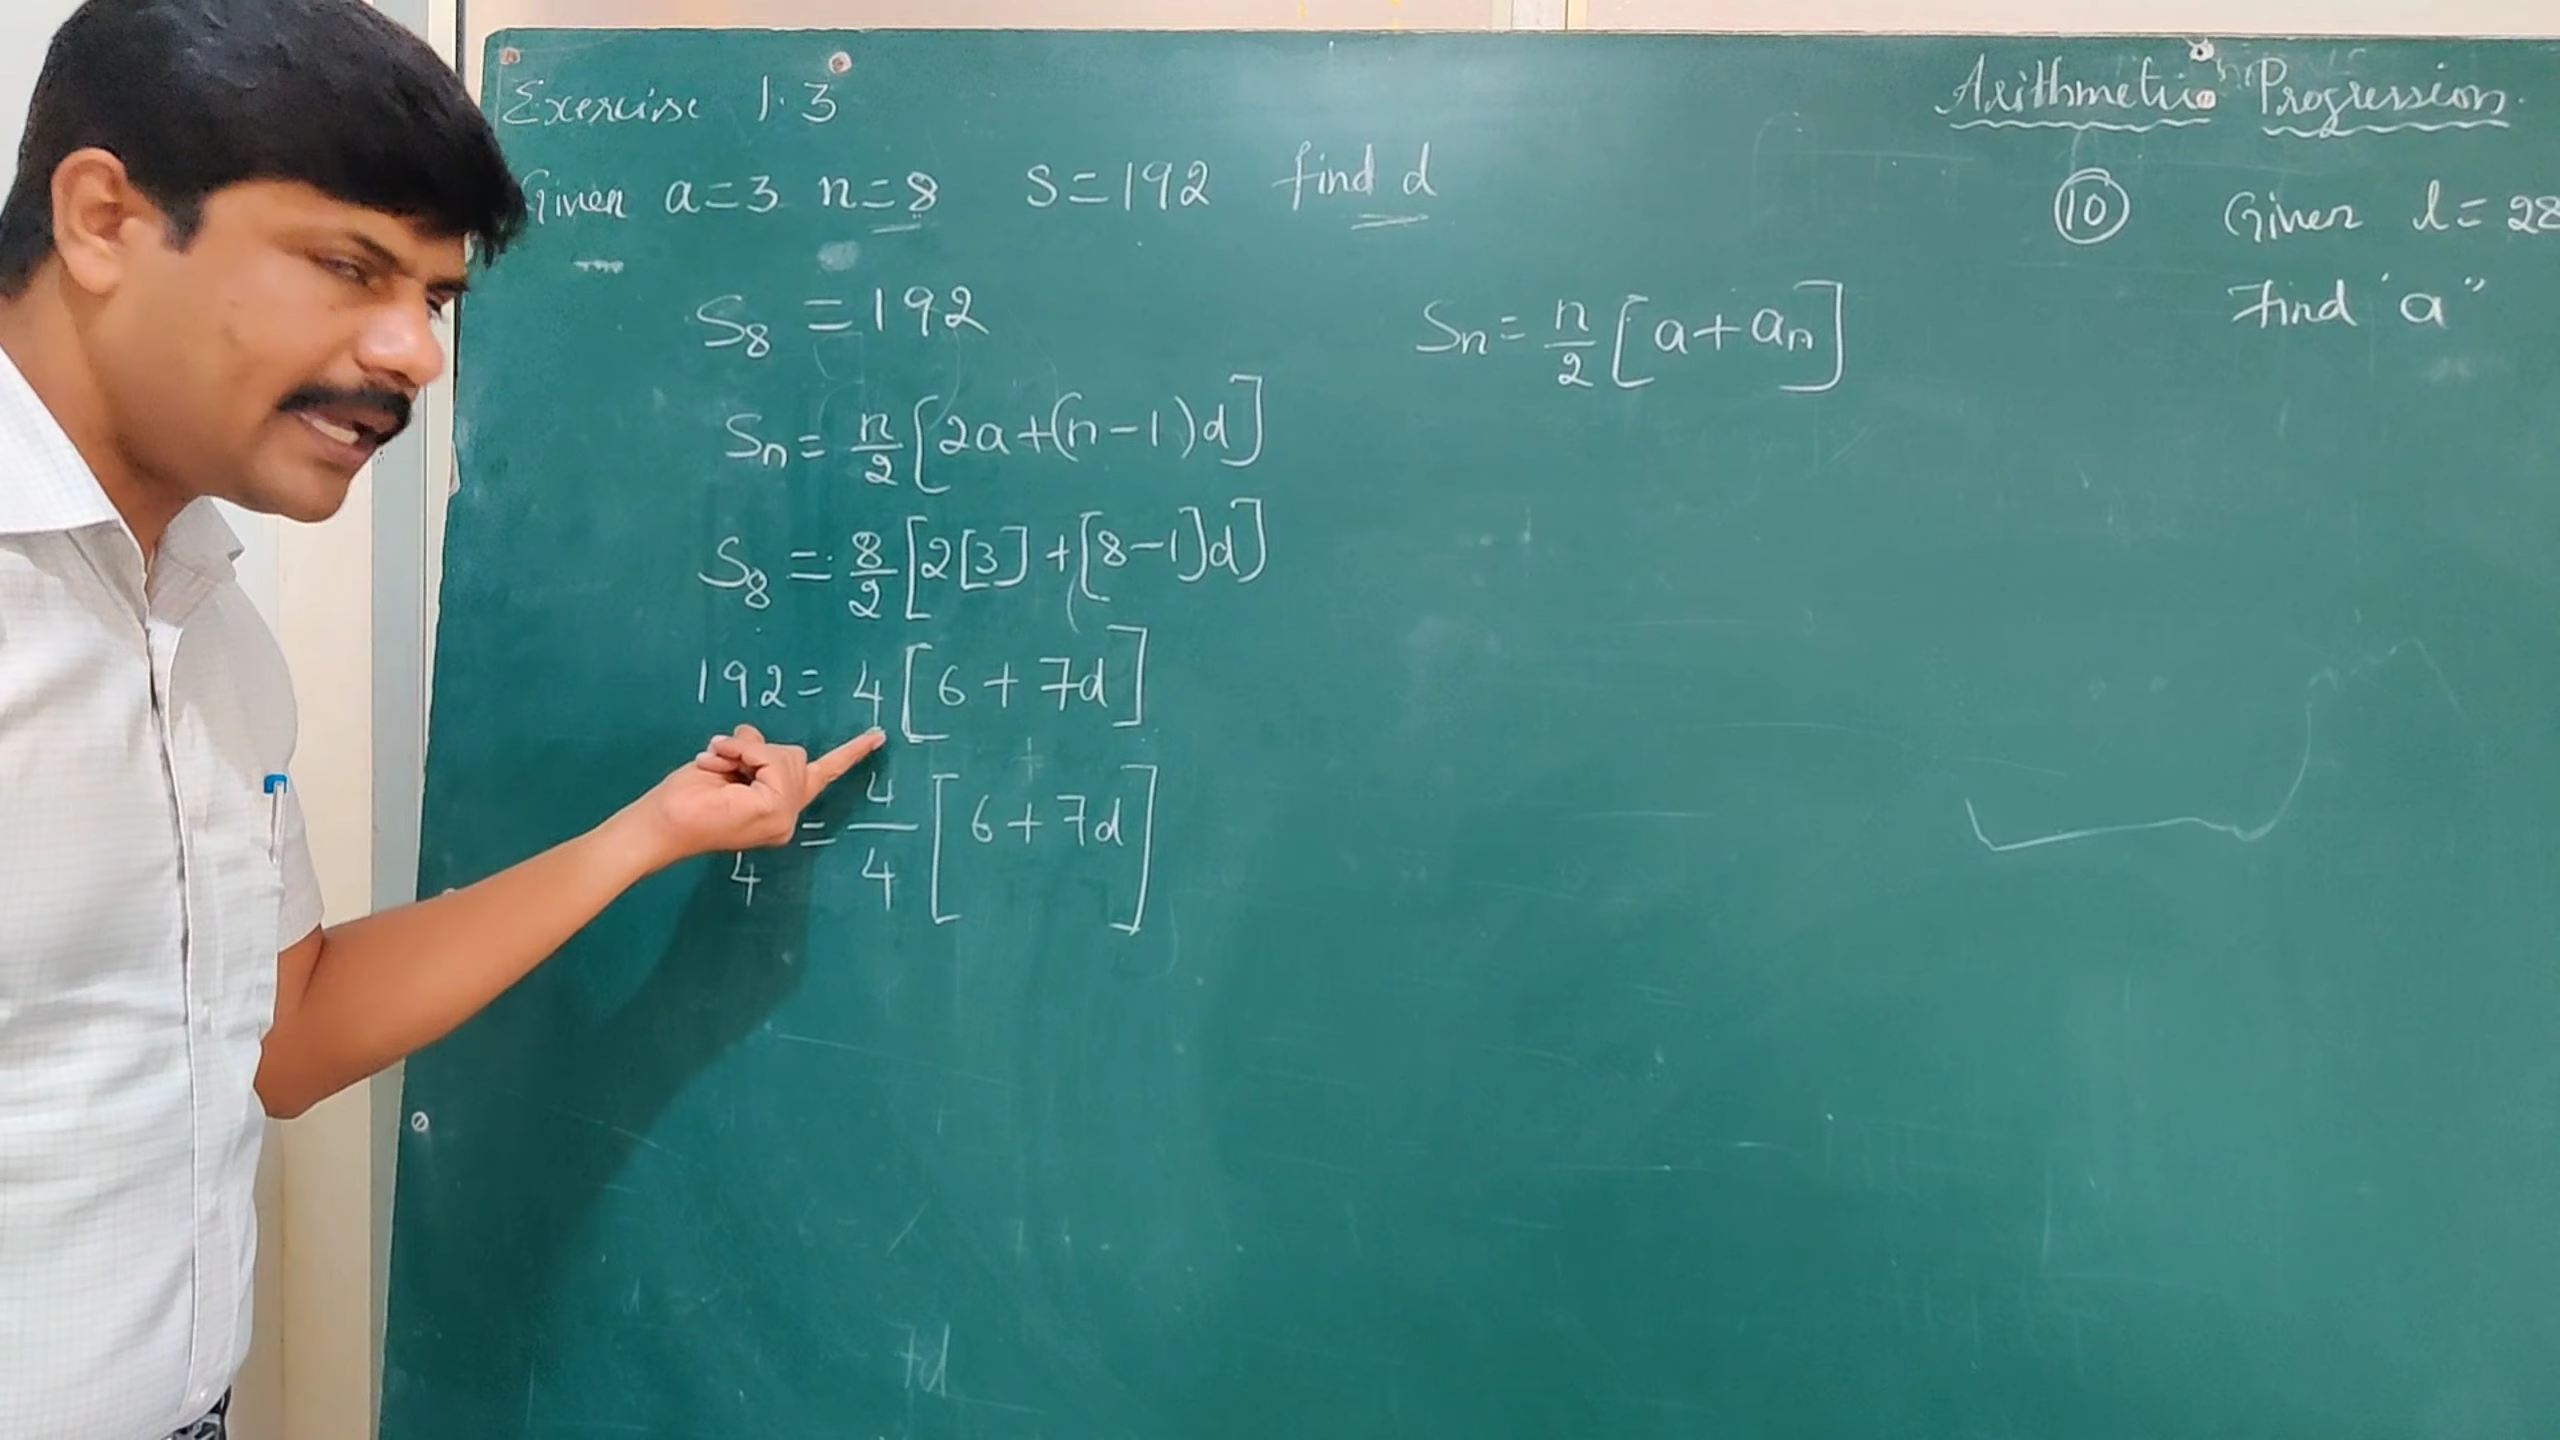 Exercise 1.3
Given a=3 n=8 S=192 find d
S₈ = 192
Sn = n/2 [2a+(n-1)d]
S₈ = 8/2 [2[3] + [8-1]d]
192 = 4 [6 + 7d]
/4 = 4/4 [6 + 7d]
Sn = n/2 [a+an]
Arithmetic Progression.
10 Given l = 28
Find "a"
+d